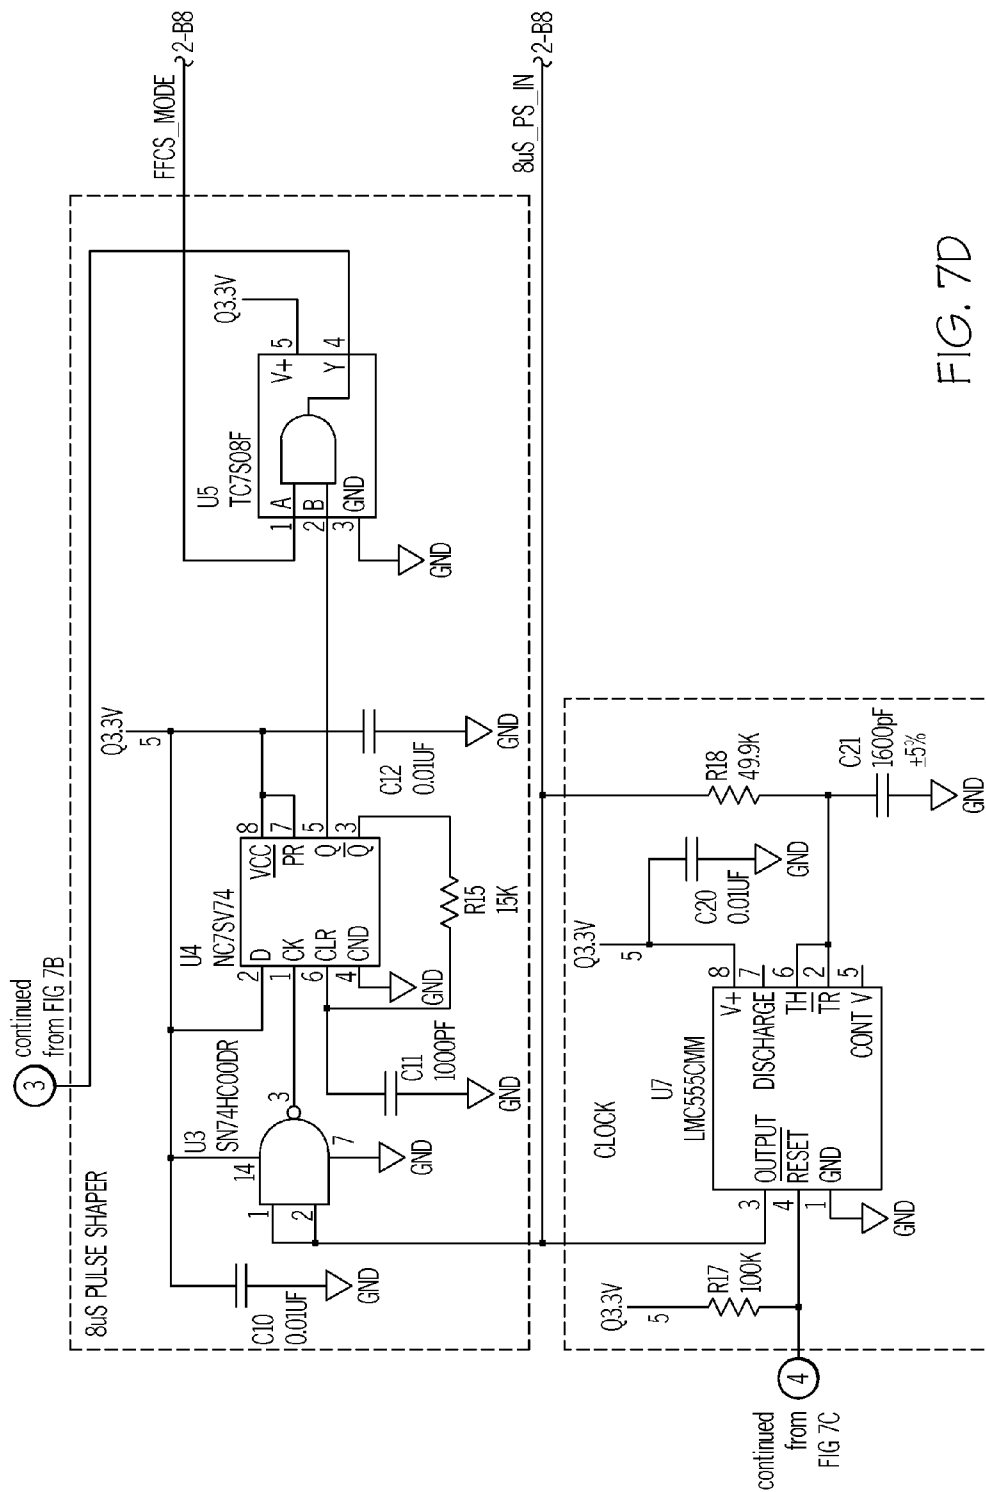 3
continued
from FIG 7B
8uS PULSE SHAPER
Q3.3V
5
FFCS_MODE
2-B8
C10
0.01UF
GND
U3
SN74HC00DR
14
1
2
3
7
GND
C11
1000PF
GND
U4
NC7SV74
2 D
1 CK
6 CLR
4 GND
VCC 8
PR 7
Q 5
Q 3
GND
R15
15K
C12
0.01UF
GND
U5
TC7S08F
1 A
2 B
3 GND
V+ 5
Y 4
Q3.3V
GND
8uS_PS_IN
2-B8
CLOCK
Q3.3V
5
R17
100K
4
continued
from
FIG 7C
U7
LMC555CMM
3 OUTPUT
4 RESET
1 GND
V+ 8
DISCHARGE 7
TH 6
TR 2
CONT V 5
GND
Q3.3V
5
C20
0.01UF
GND
R18
49.9K
C21
1600pF
±5%
GND
FIG. 7D